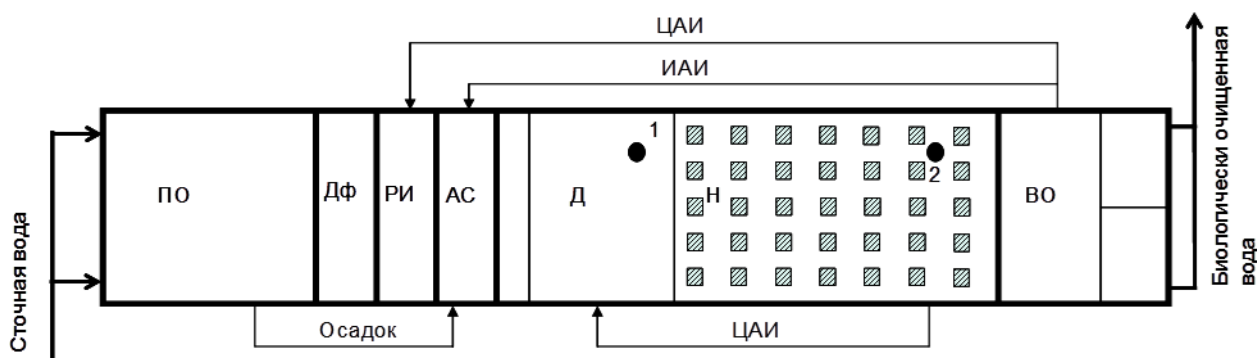 ЦАИ
ИАИ
1
2
ПО
Дф
РИ
АС
Д
Н
ВО
Осадок
ЦАИ
Сточная вода
Биологически очищенная
вода